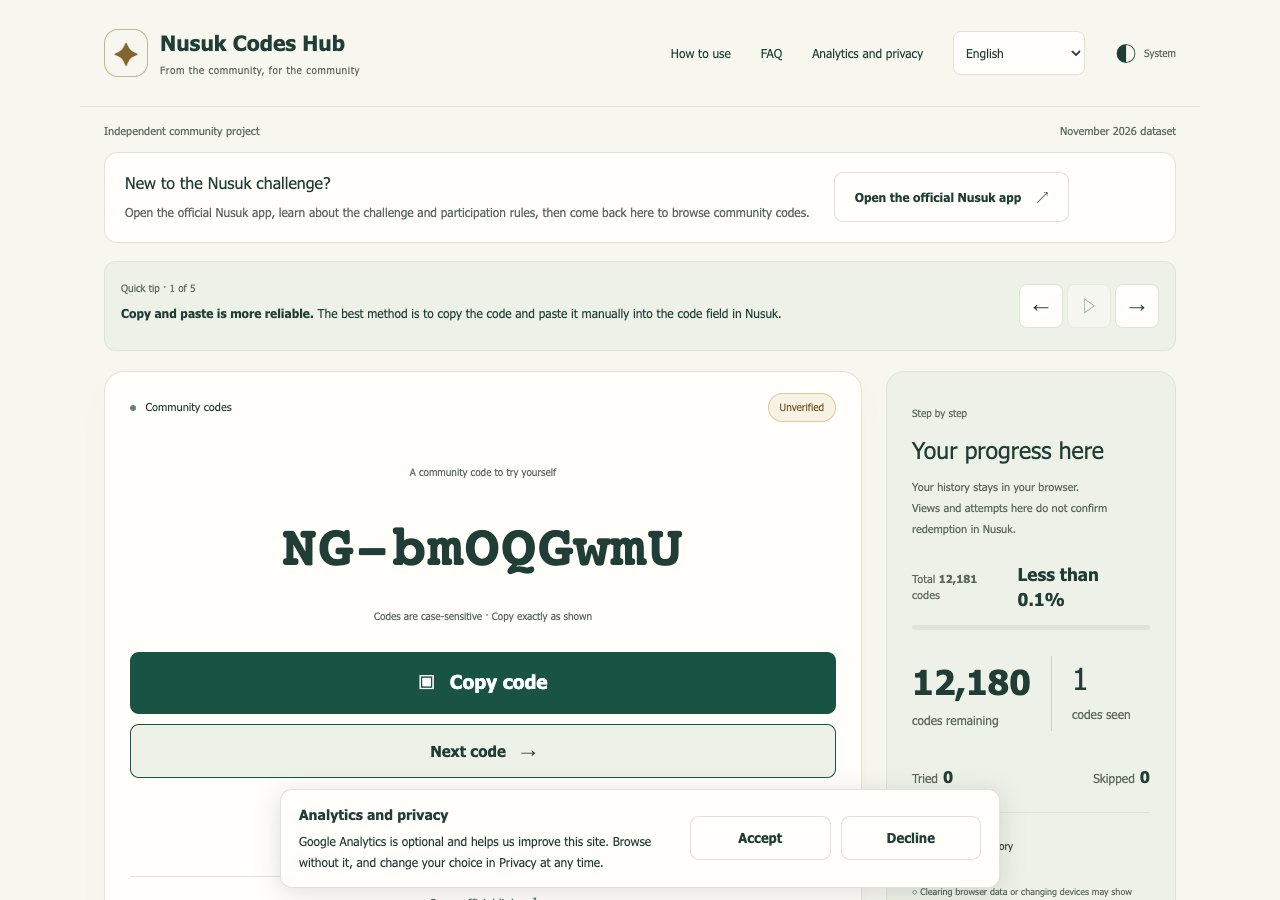 Nusuk Codes Hub
From the community, for the community
How to use
FAQ
Analytics and privacy
English
System
Independent community project
November 2026 dataset
New to the Nusuk challenge?
Open the official Nusuk app, learn about the challenge and participation rules, then come back here to browse community codes.
Open the official Nusuk app ↗
Quick tip · 1 of 5
Copy and paste is more reliable. The best method is to copy the code and paste it manually into the code field in Nusuk.
← ▷ →
Community codes
Unverified
A community code to try yourself
NG-bmOQGwmU
Codes are case-sensitive · Copy exactly as shown
▣ Copy code
Next code →
Step by step
Your progress here
Your history stays in your browser.
Views and attempts here do not confirm
redemption in Nusuk.
Total 12,181
codes
Less than
0.1%
12,180
codes remaining
1
codes seen
Tried 0
Skipped 0
ory
○ Clearing browser data or changing devices may show
Analytics and privacy
Google Analytics is optional and helps us improve this site. Browse
without it, and change your choice in Privacy at any time.
Accept
Decline